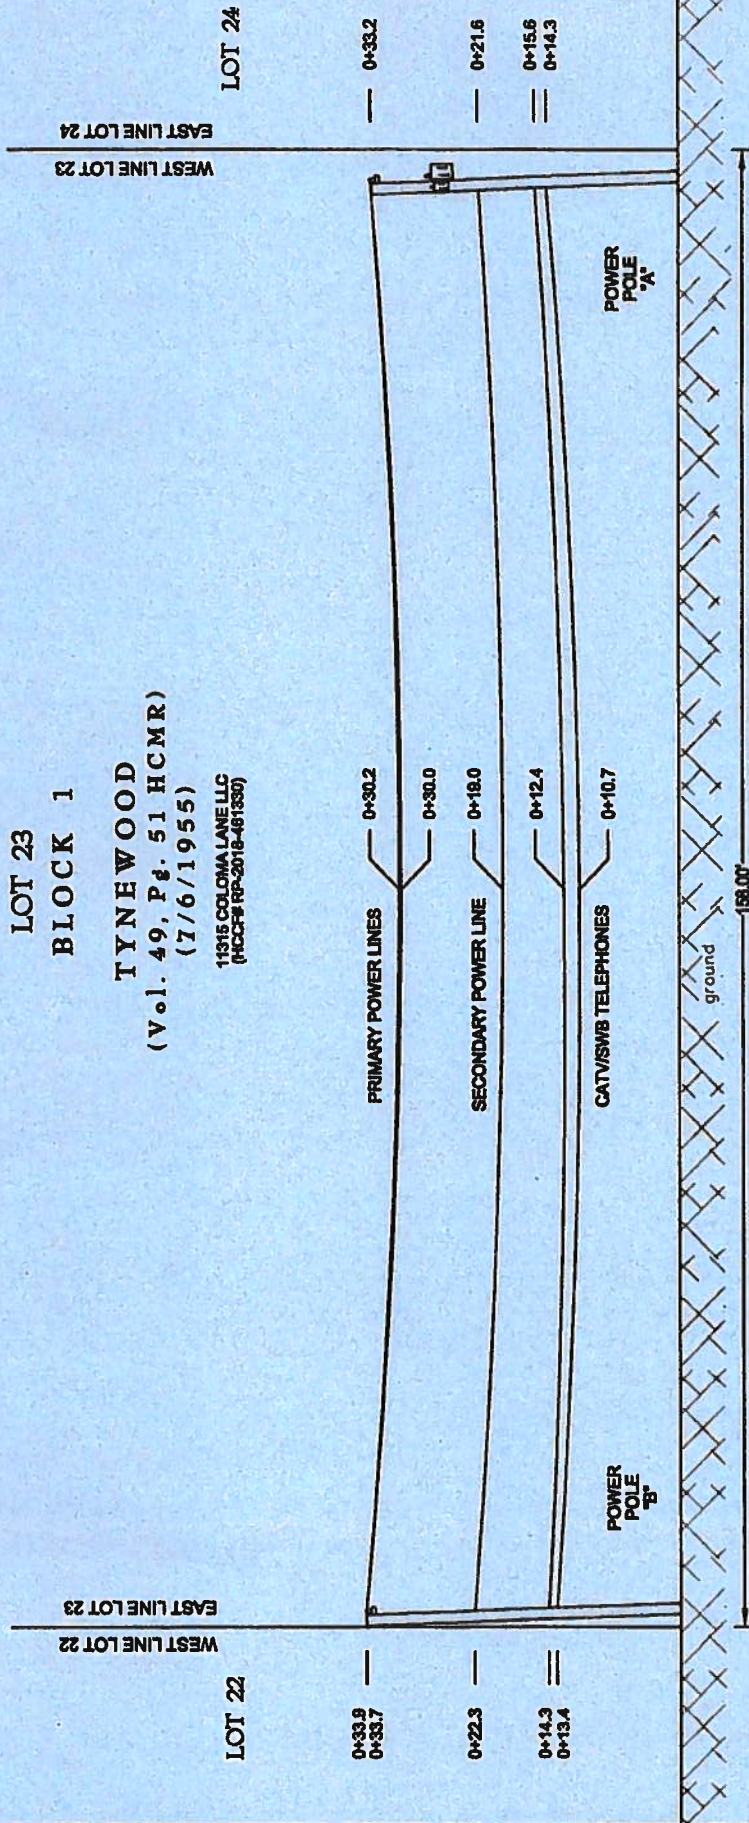 LOT 23
BLOCK 1
TYNEWOOD
(Vol. 49, Pg. 51 HCMR)
(7/6/1955)
11315 COLOMA LANE LLC
(HCCF# RP-2018-481330)
LOT 22
WEST LINE LOT 22
EAST LINE LOT 23
WEST LINE LOT 23
EAST LINE LOT 24
LOT 24
0+33.9
0+33.7
0+22.3
0+14.3
0+13.4
PRIMARY POWER LINES
0+30.2
0+30.0
SECONDARY POWER LINE
0+19.0
0+12.4
CATV/SWB TELEPHONES
0+10.7
0+33.2
0+21.6
0+15.6
0+14.3
POWER
POLE
"B"
POWER
POLE
"A"
ground